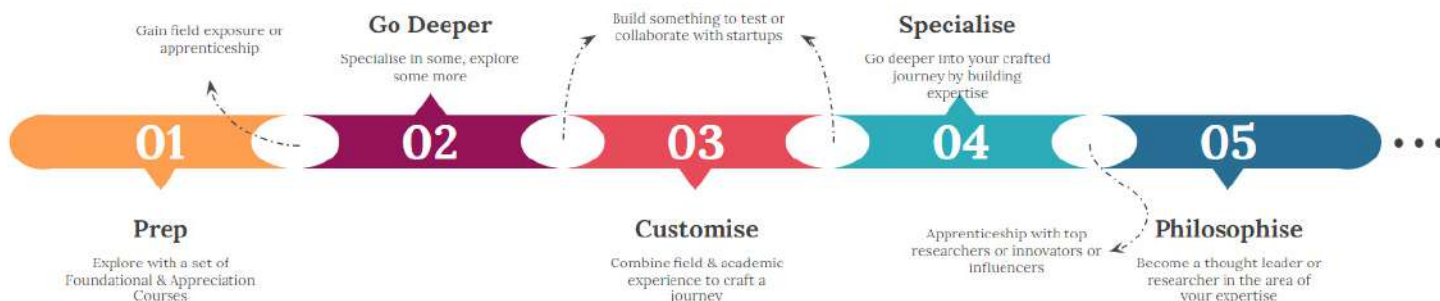 Gain field exposure or
apprenticeship
Go Deeper
Specialise in some, explore
some more
Build something to test or
collaborate with startups
Specialise
Go deeper into your crafted
journey by building
expertise
01
02
03
04
05
Prep
Explore with a set of
Foundational & Appreciation
Courses
Customise
Combine field & academic
experience to craft a
journey
Apprenticeship with top
researchers or innovators or
influencers
Philosophise
Become a thought leader or
researcher in the area of
your expertise